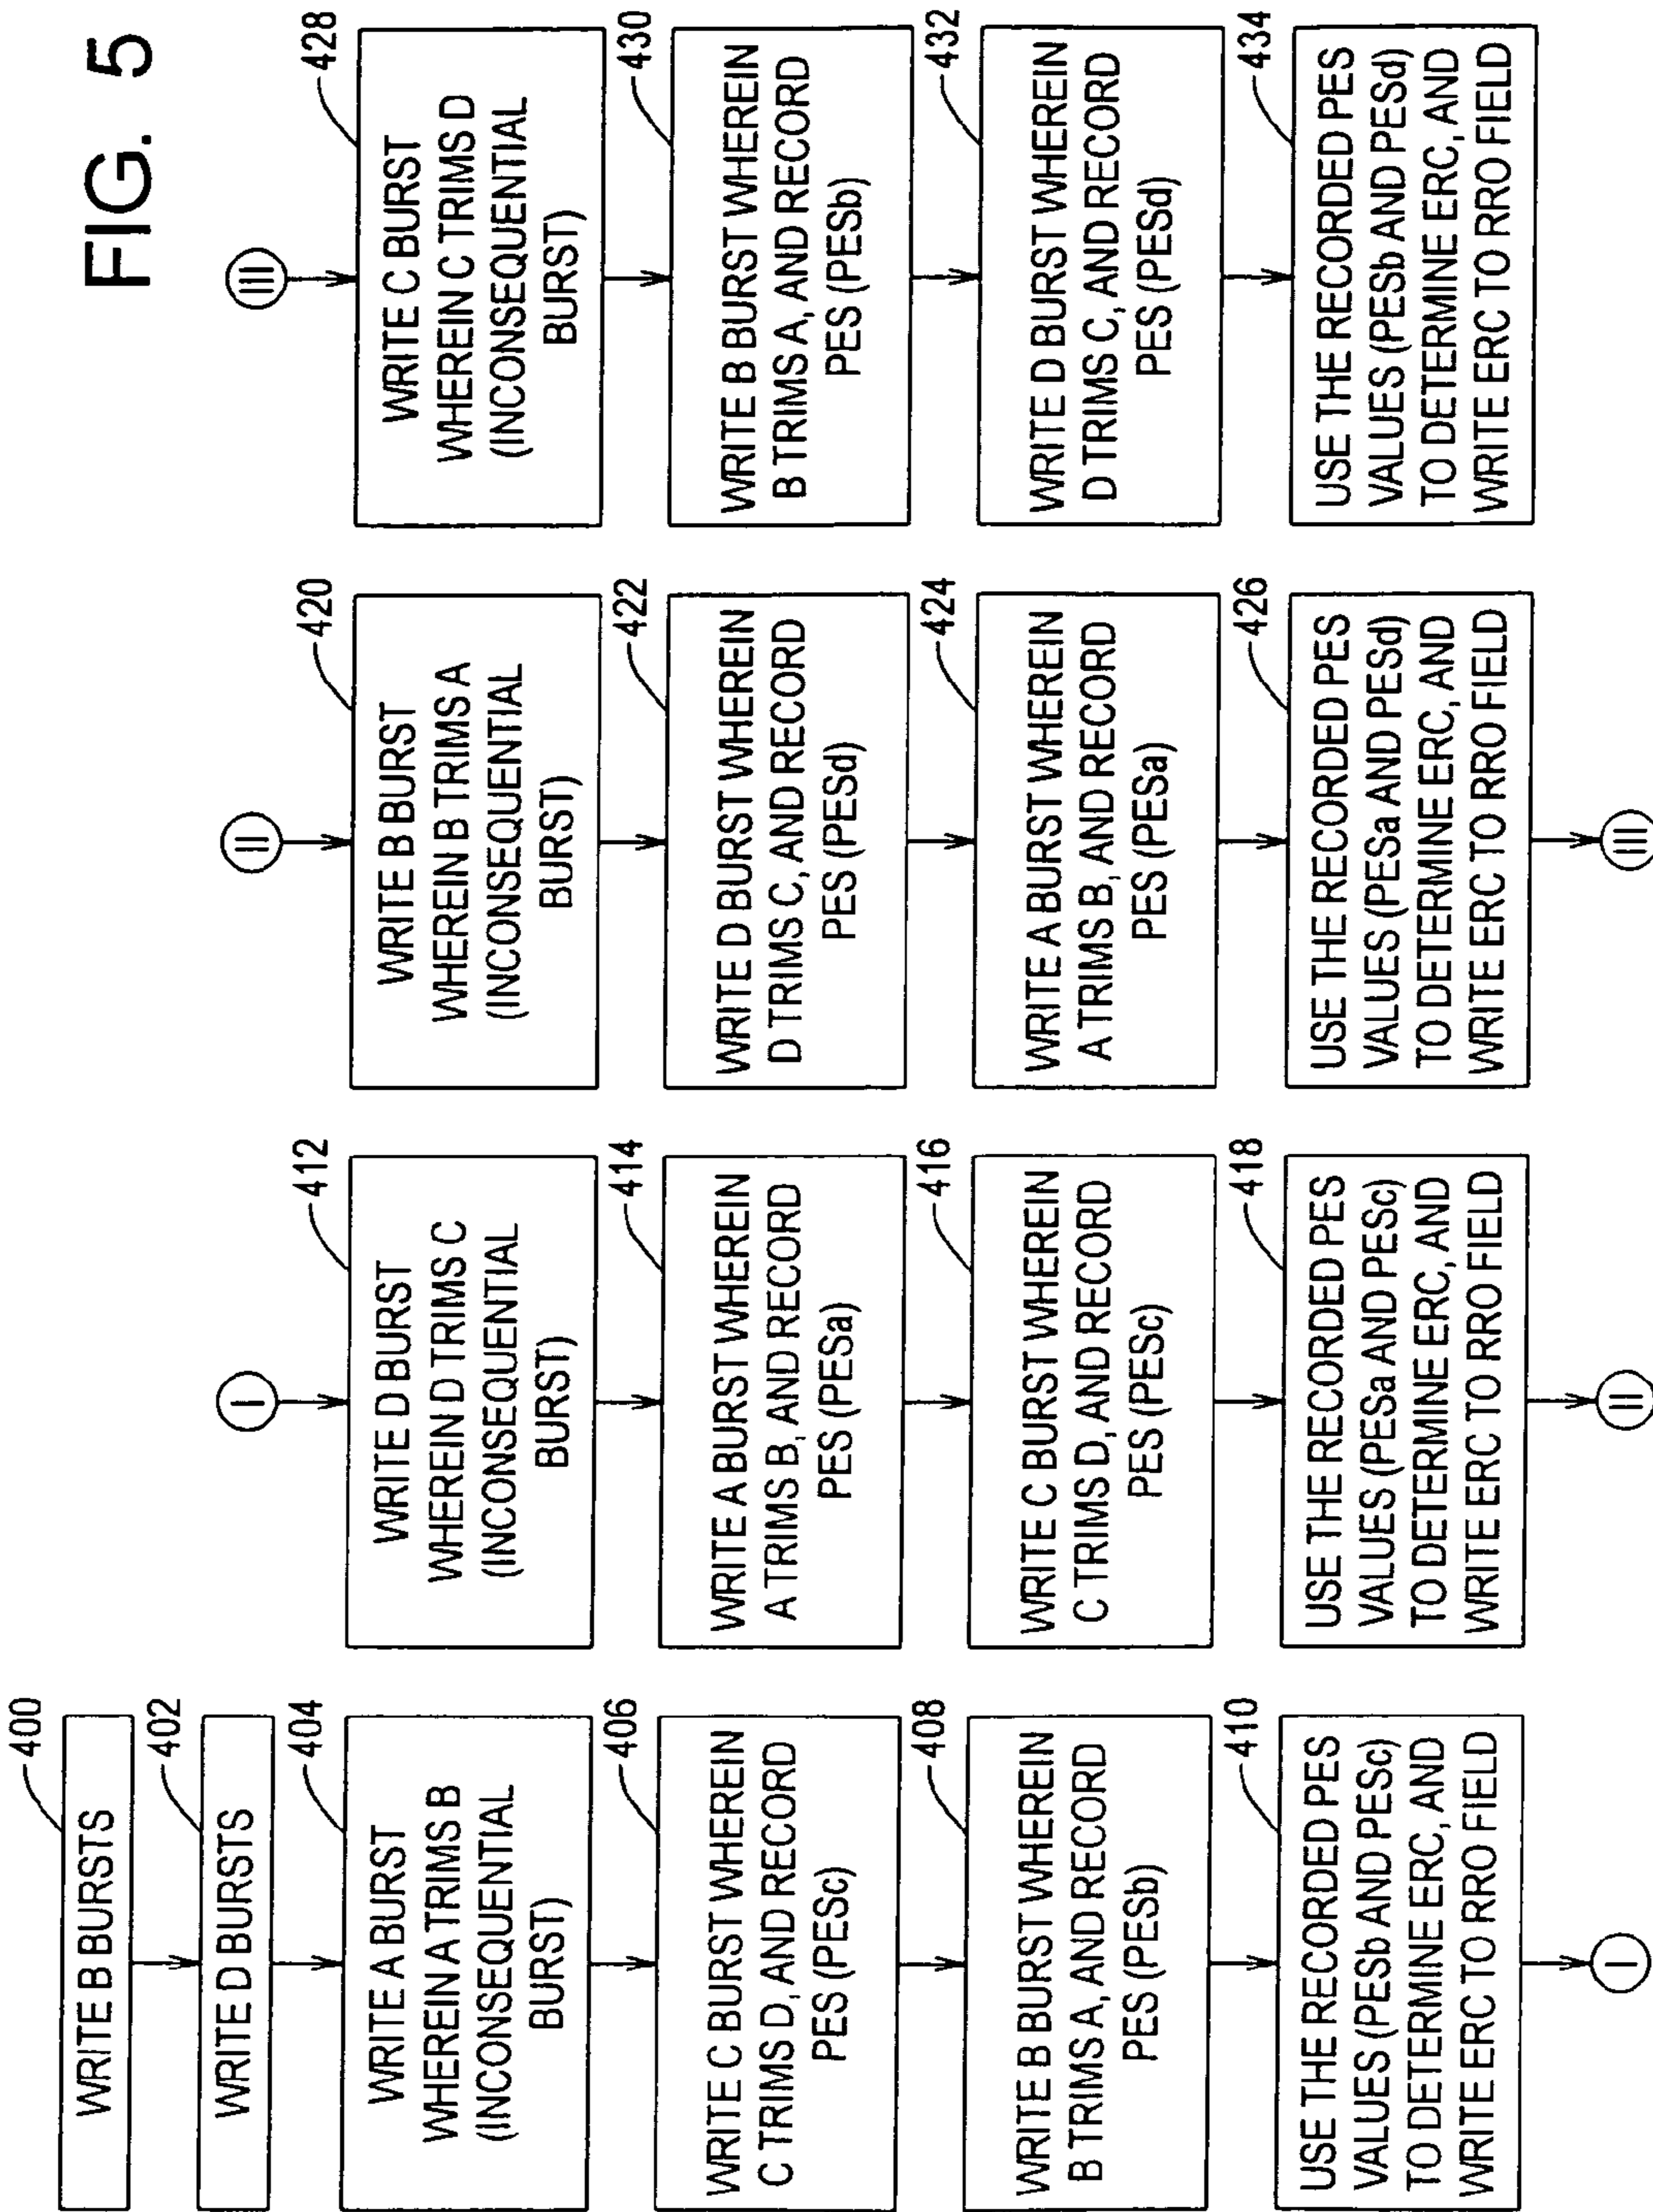 FIG. 5
400
WRITE B BURSTS
402
WRITE D BURSTS
404
WRITE A BURST
WHEREIN A TRIMS B
(INCONSEQUENTIAL
BURST)
406
WRITE C BURST WHEREIN
C TRIMS D, AND RECORD
PES (PESc)
408
WRITE B BURST WHEREIN
B TRIMS A, AND RECORD
PES (PESb)
410
USE THE RECORDED PES
VALUES (PESb AND PESc)
TO DETERMINE ERC, AND
WRITE ERC TO RRO FIELD
I
I
412
WRITE D BURST
WHEREIN D TRIMS C
(INCONSEQUENTIAL
BURST)
414
WRITE A BURST WHEREIN
A TRIMS B, AND RECORD
PES (PESa)
416
WRITE C BURST WHEREIN
C TRIMS D, AND RECORD
PES (PESc)
418
USE THE RECORDED PES
VALUES (PESa AND PESc)
TO DETERMINE ERC, AND
WRITE ERC TO RRO FIELD
II
II
420
WRITE B BURST
WHEREIN B TRIMS A
(INCONSEQUENTIAL
BURST)
422
WRITE D BURST WHEREIN
D TRIMS C, AND RECORD
PES (PESd)
424
WRITE A BURST WHEREIN
A TRIMS B, AND RECORD
PES (PESa)
426
USE THE RECORDED PES
VALUES (PESa AND PESd)
TO DETERMINE ERC, AND
WRITE ERC TO RRO FIELD
III
III
428
WRITE C BURST
WHEREIN C TRIMS D
(INCONSEQUENTIAL
BURST)
430
WRITE B BURST WHEREIN
B TRIMS A, AND RECORD
PES (PESb)
432
WRITE D BURST WHEREIN
D TRIMS C, AND RECORD
PES (PESd)
434
USE THE RECORDED PES
VALUES (PESb AND PESd)
TO DETERMINE ERC, AND
WRITE ERC TO RRO FIELD